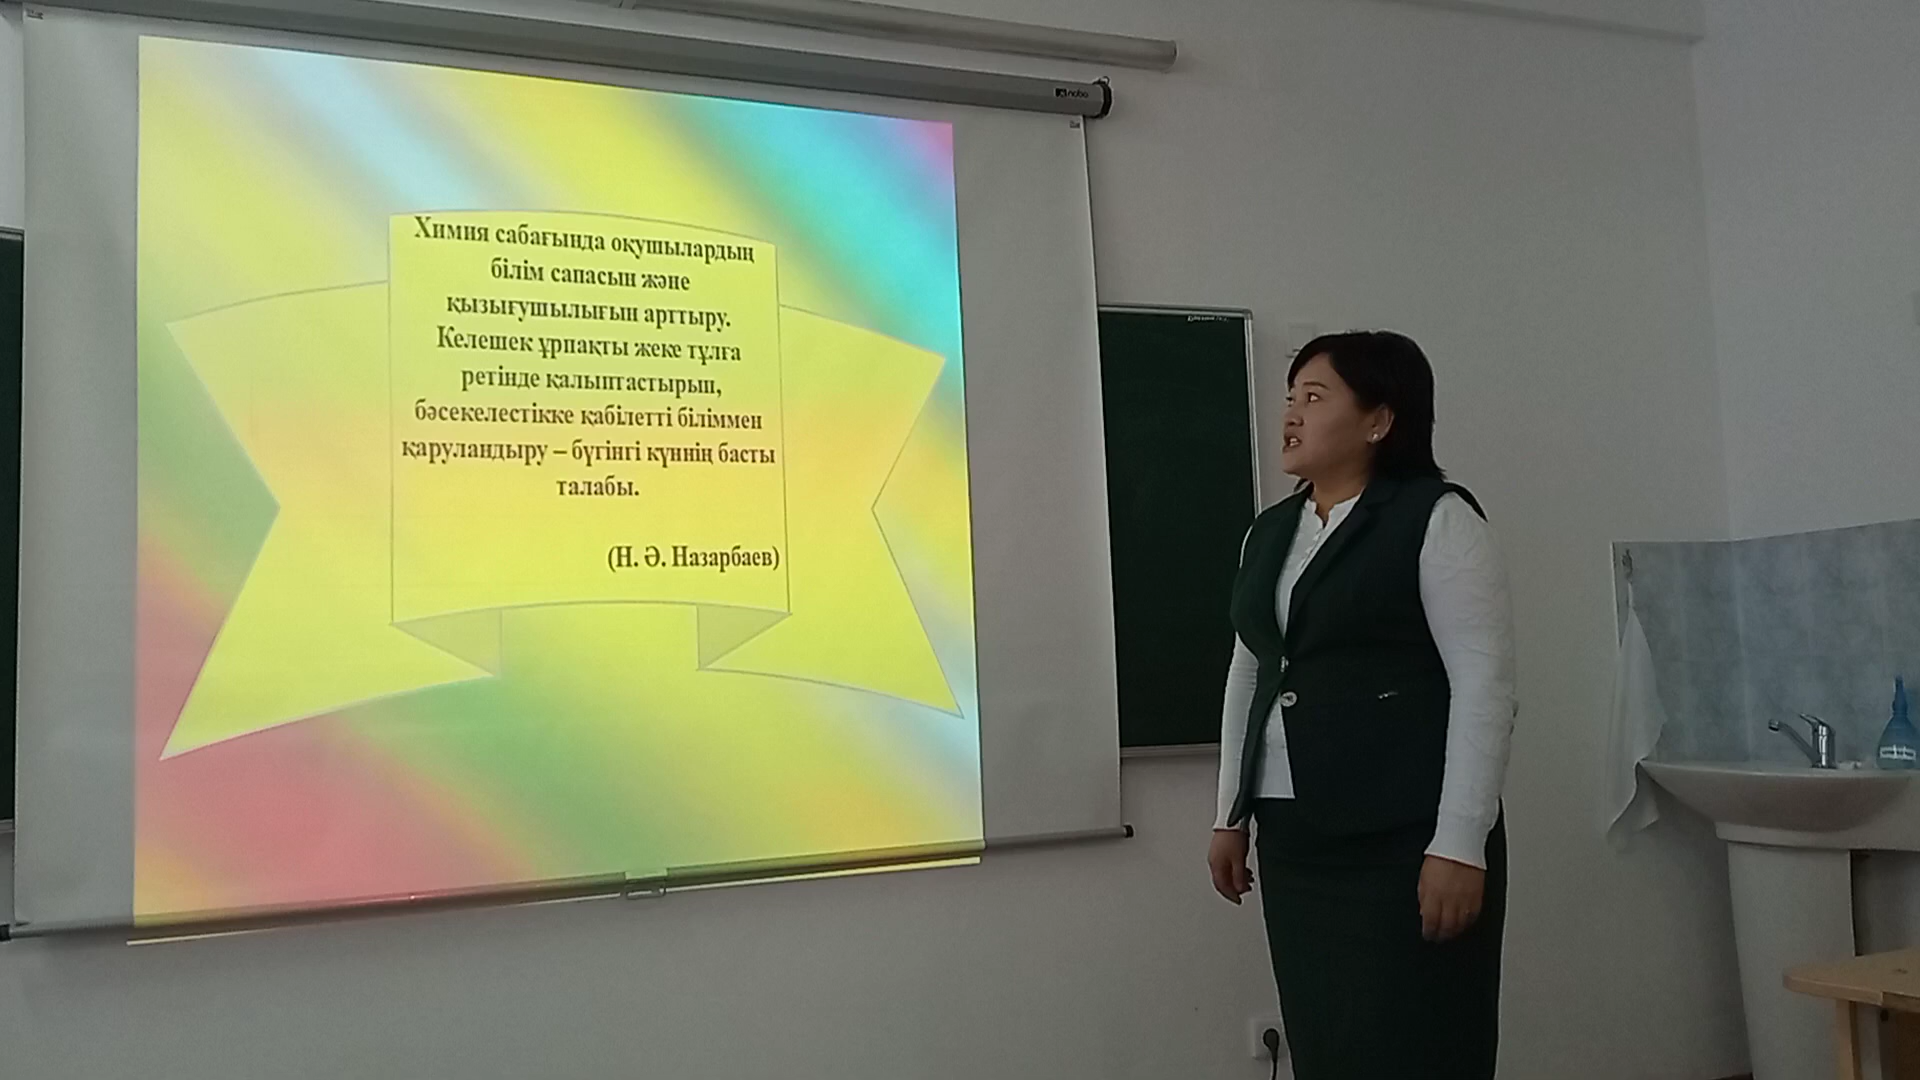 Химия сабағында оқушылардың
білім сапасын және
қызығушылығын арттыру.
Келешек ұрпақты жеке тұлға
ретінде қалыптастырып,
бәсекелестікке қабілетті біліммен
қаруландыру – бүгінгі күннің басты
талабы.
(Н. Ә. Назарбаев)
nobo